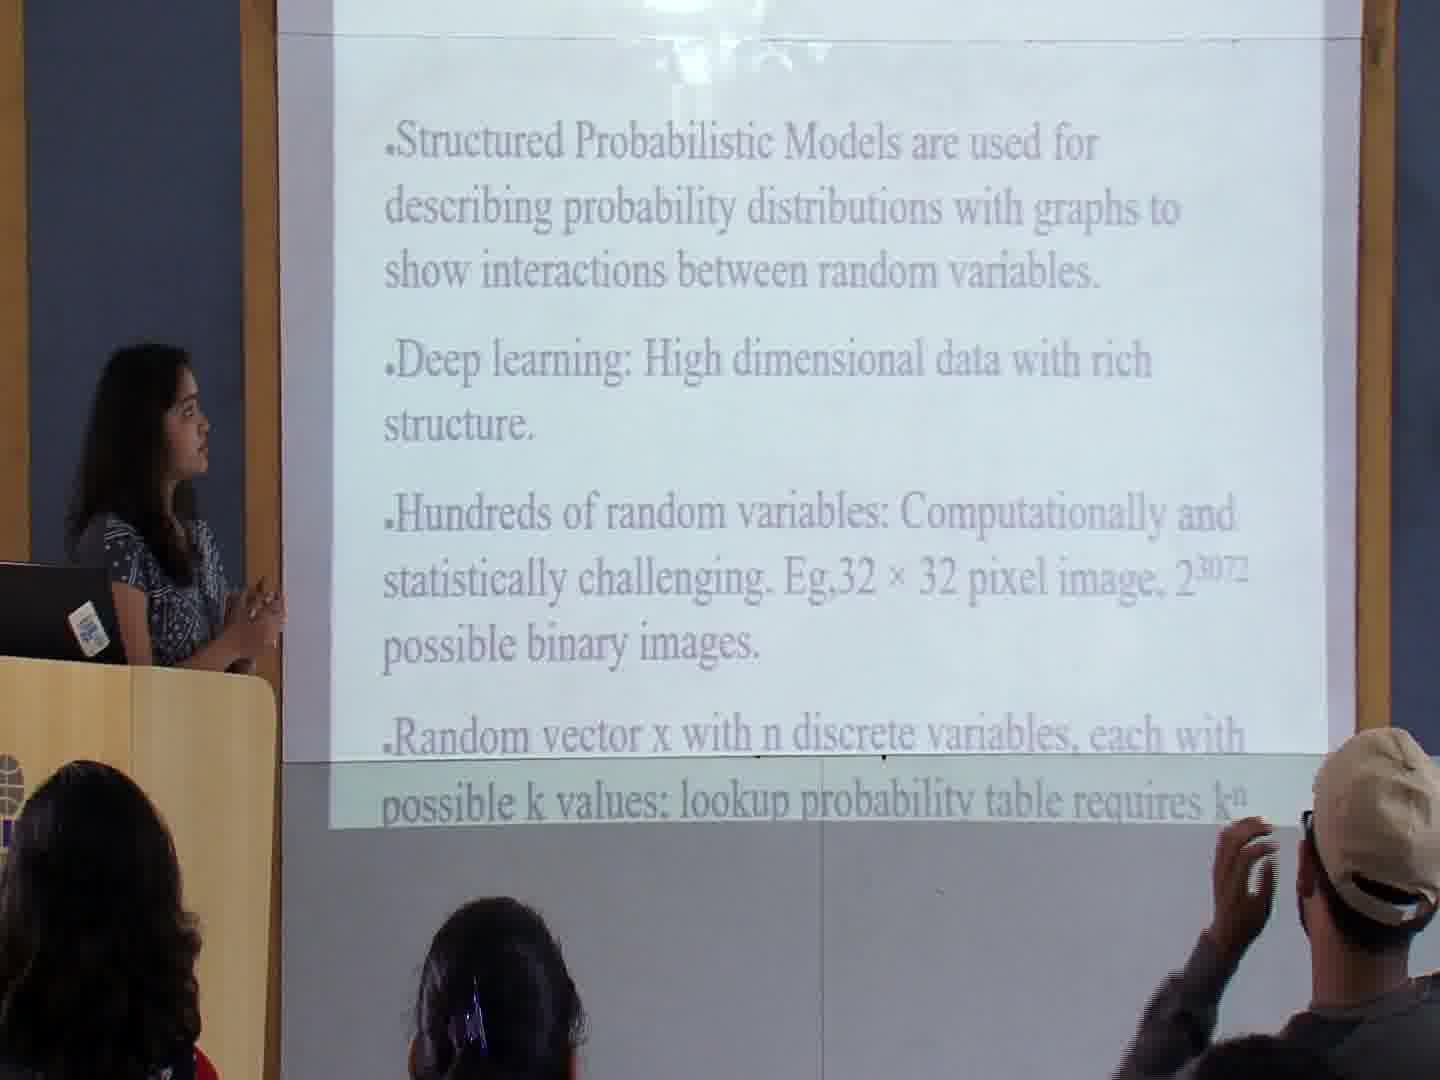 .Structured Probabilistic Models are used for
describing probability distributions with graphs to
show interactions between random variables.
.Deep learning: High dimensional data with rich
structure.
.Hundreds of random variables: Computationally and
statistically challenging. Eg,32 × 32 pixel image, 2³⁰⁷²
possible binary images.
.Random vector x with n discrete variables, each with
possible k values: lookup probability table requires kⁿ